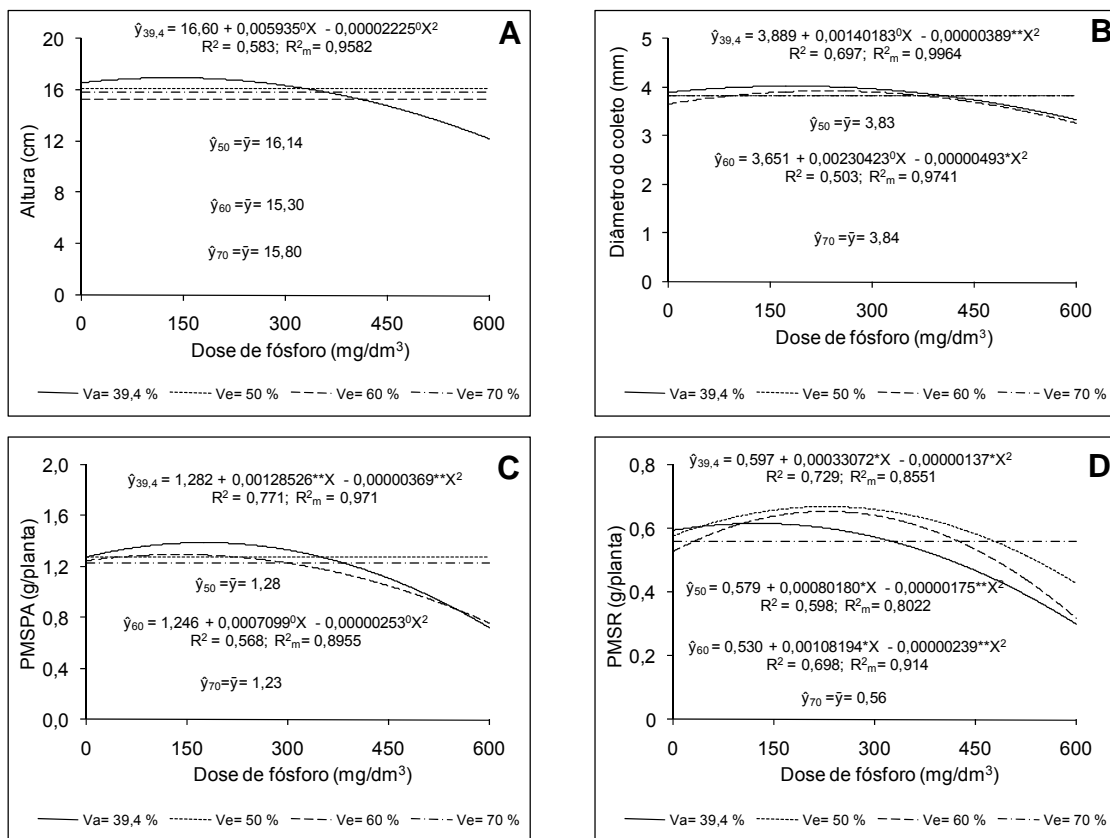 ŷ39,4 = 16,60 + 0,005935⁰X - 0,00002225⁰X²
R² = 0,583; R²m = 0,9582
A
20
16
12
8
4
0
Altura (cm)
ŷ50 = ȳ= 16,14
ŷ60 = ȳ= 15,30
ŷ70 = ȳ= 15,80
0 150 300 450 600
Dose de fósforo (mg/dm³)
Va= 39,4 % Ve= 50 % Ve= 60 % Ve= 70 %
ŷ39,4 = 3,889 + 0,00140183⁰X - 0,00000389**X²
R² = 0,697; R²m = 0,9964
B
5
4
3
2
1
0
Diâmetro do coleto (mm)
ŷ50 = ȳ= 3,83
ŷ60 = 3,651 + 0,00230423⁰X - 0,00000493*X²
R² = 0,503; R²m = 0,9741
ŷ70 = ȳ= 3,84
0 150 300 450 600
Dose de fósforo (mg/dm³)
Va= 39,4 % Ve= 50 % Ve= 60 % Ve= 70 %
ŷ39,4 = 1,282 + 0,00128526**X - 0,00000369**X²
R² = 0,771; R²m = 0,971
C
2,0
1,6
1,2
0,8
0,4
0,0
PMSPA (g/planta)
ŷ50 = ȳ= 1,28
ŷ60 = 1,246 + 0,0007099⁰X - 0,00000253⁰X²
R² = 0,568; R²m = 0,8955
ŷ70=ȳ= 1,23
0 150 300 450 600
Dose de fósforo (mg/dm³)
Va= 39,4 % Ve= 50 % Ve= 60 % Ve= 70 %
ŷ39,4 = 0,597 + 0,00033072*X - 0,00000137*X²
R² = 0,729; R²m = 0,8551
D
0,8
0,6
0,4
0,2
0
PMSR (g/planta)
ŷ50 = 0,579 + 0,00080180*X - 0,00000175**X²
R² = 0,598; R²m = 0,8022
ŷ60 = 0,530 + 0,00108194*X - 0,00000239**X²
R² = 0,698; R²m = 0,914
ŷ70 = ȳ= 0,56
0 150 300 450 600
Dose de fósforo (mg/dm³)
Va= 39,4 % Ve= 50 % Ve= 60 % Ve= 70 %